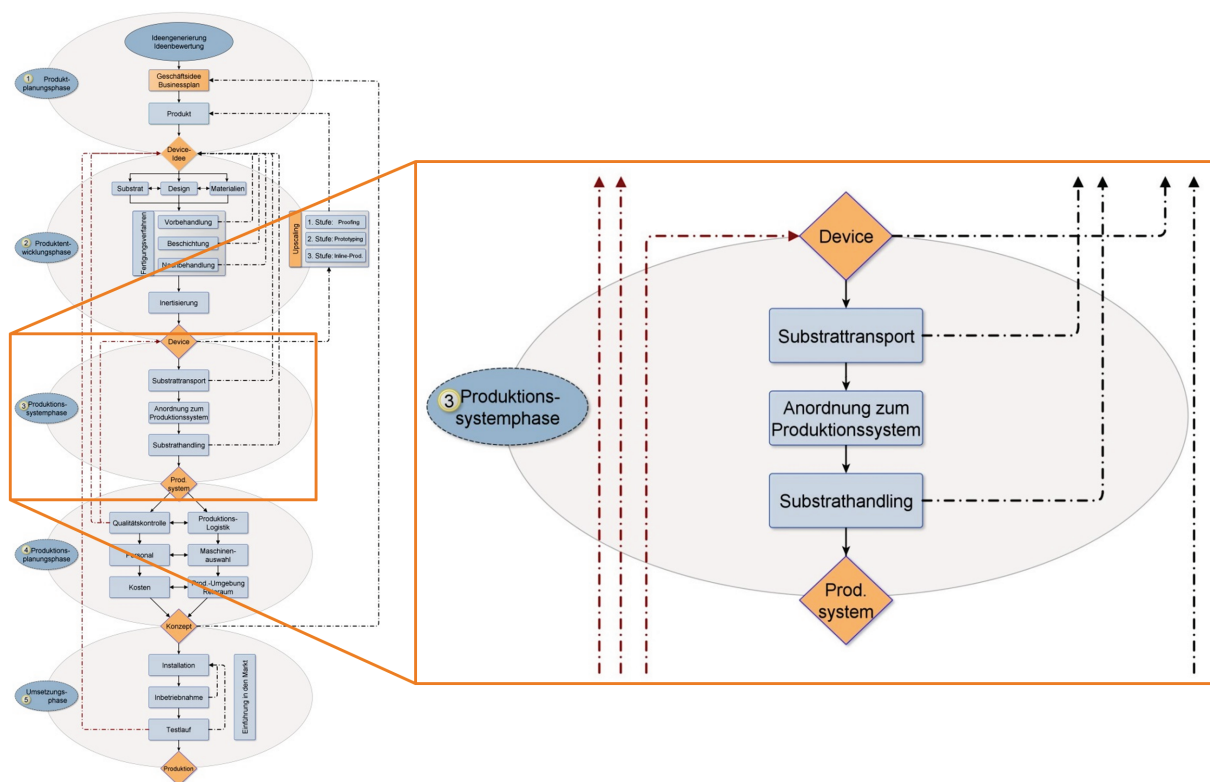 Ideengenerierung
Ideenbewertung
1 Produkt-
planungsphase
Geschäftsidee
Businessplan
Produkt
Device-
Idee
Substrat
Design
Materialien
Fertigungsverfahren
Vorbehandlung
Beschichtung
Nachbehandlung
Upscaling
1. Stufe: Proofing
2. Stufe: Prototyping
3. Stufe: Inline-Prod.
2 Produktent-
wicklungsphase
Inertisierung
Device
Substrattransport
3 Produktions-
systemphase
Anordnung zum
Produktionssystem
Substrathandling
Prod.
system
Qualitätskontrolle
Produktions-
Logistik
4 Produktions-
planungsphase
Personal
Maschinen-
auswahl
Kosten
Prod.-Umgebung
Reinraum
Konzept
Installation
Umsetzungs-
5 phase
Inbetriebnahme
Testlauf
Einführung in den Markt
Produktion
Device
Substrattransport
3 Produktions-
systemphase
Anordnung zum
Produktionssystem
Substrathandling
Prod.
system